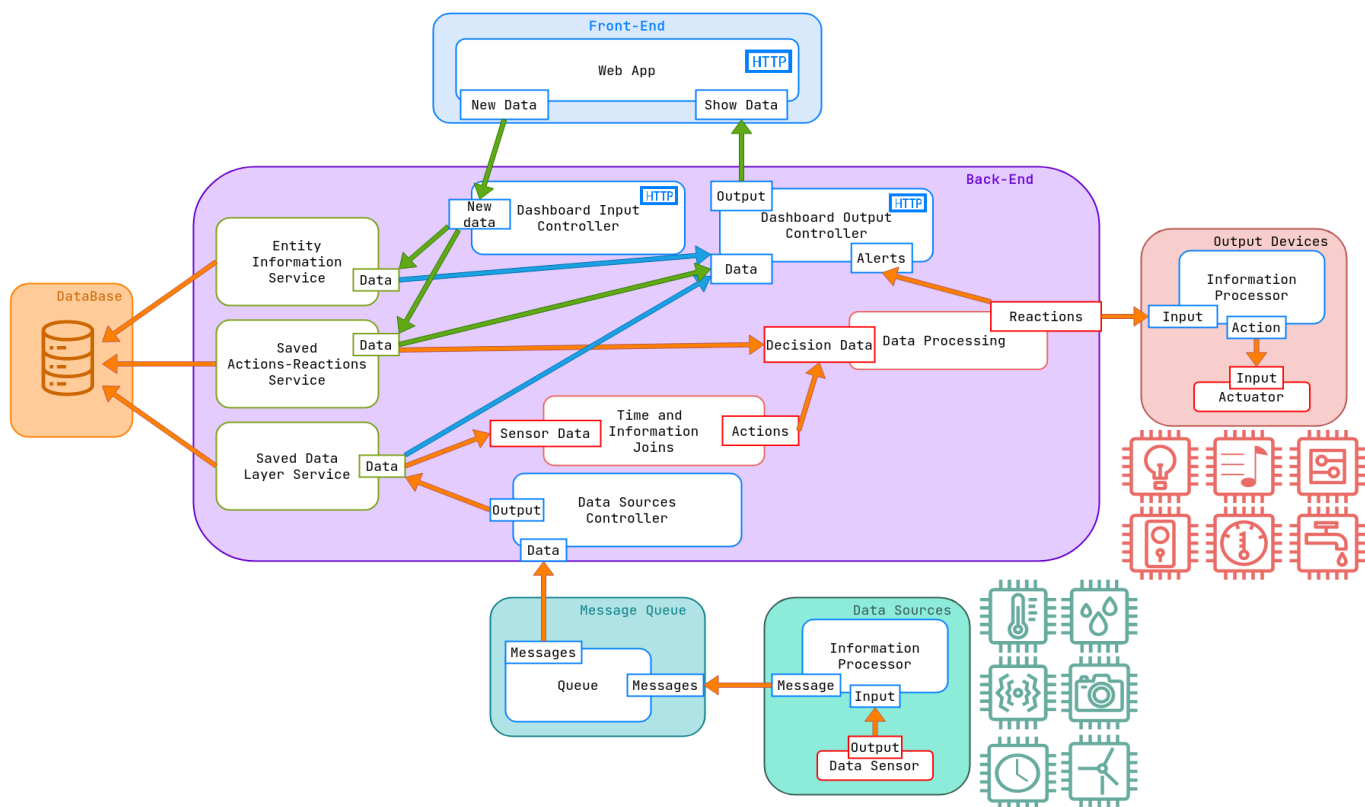 Front-End
HTTP
Web App
New Data
Show Data
Back-End
New
data
Dashboard Input
Controller
HTTP
Output
Dashboard Output
Controller
HTTP
Data
Alerts
Entity
Information
Service
Data
Saved
Actions-Reactions
Service
Data
Saved Data
Layer Service
Data
DataBase
Decision Data
Data Processing
Reactions
Sensor Data
Time and
Information
Joins
Actions
Output
Data Sources
Controller
Data
Output Devices
Information
Processor
Input
Action
Input
Actuator
Message Queue
Messages
Queue
Messages
Data Sources
Information
Processor
Message
Input
Output
Data Sensor